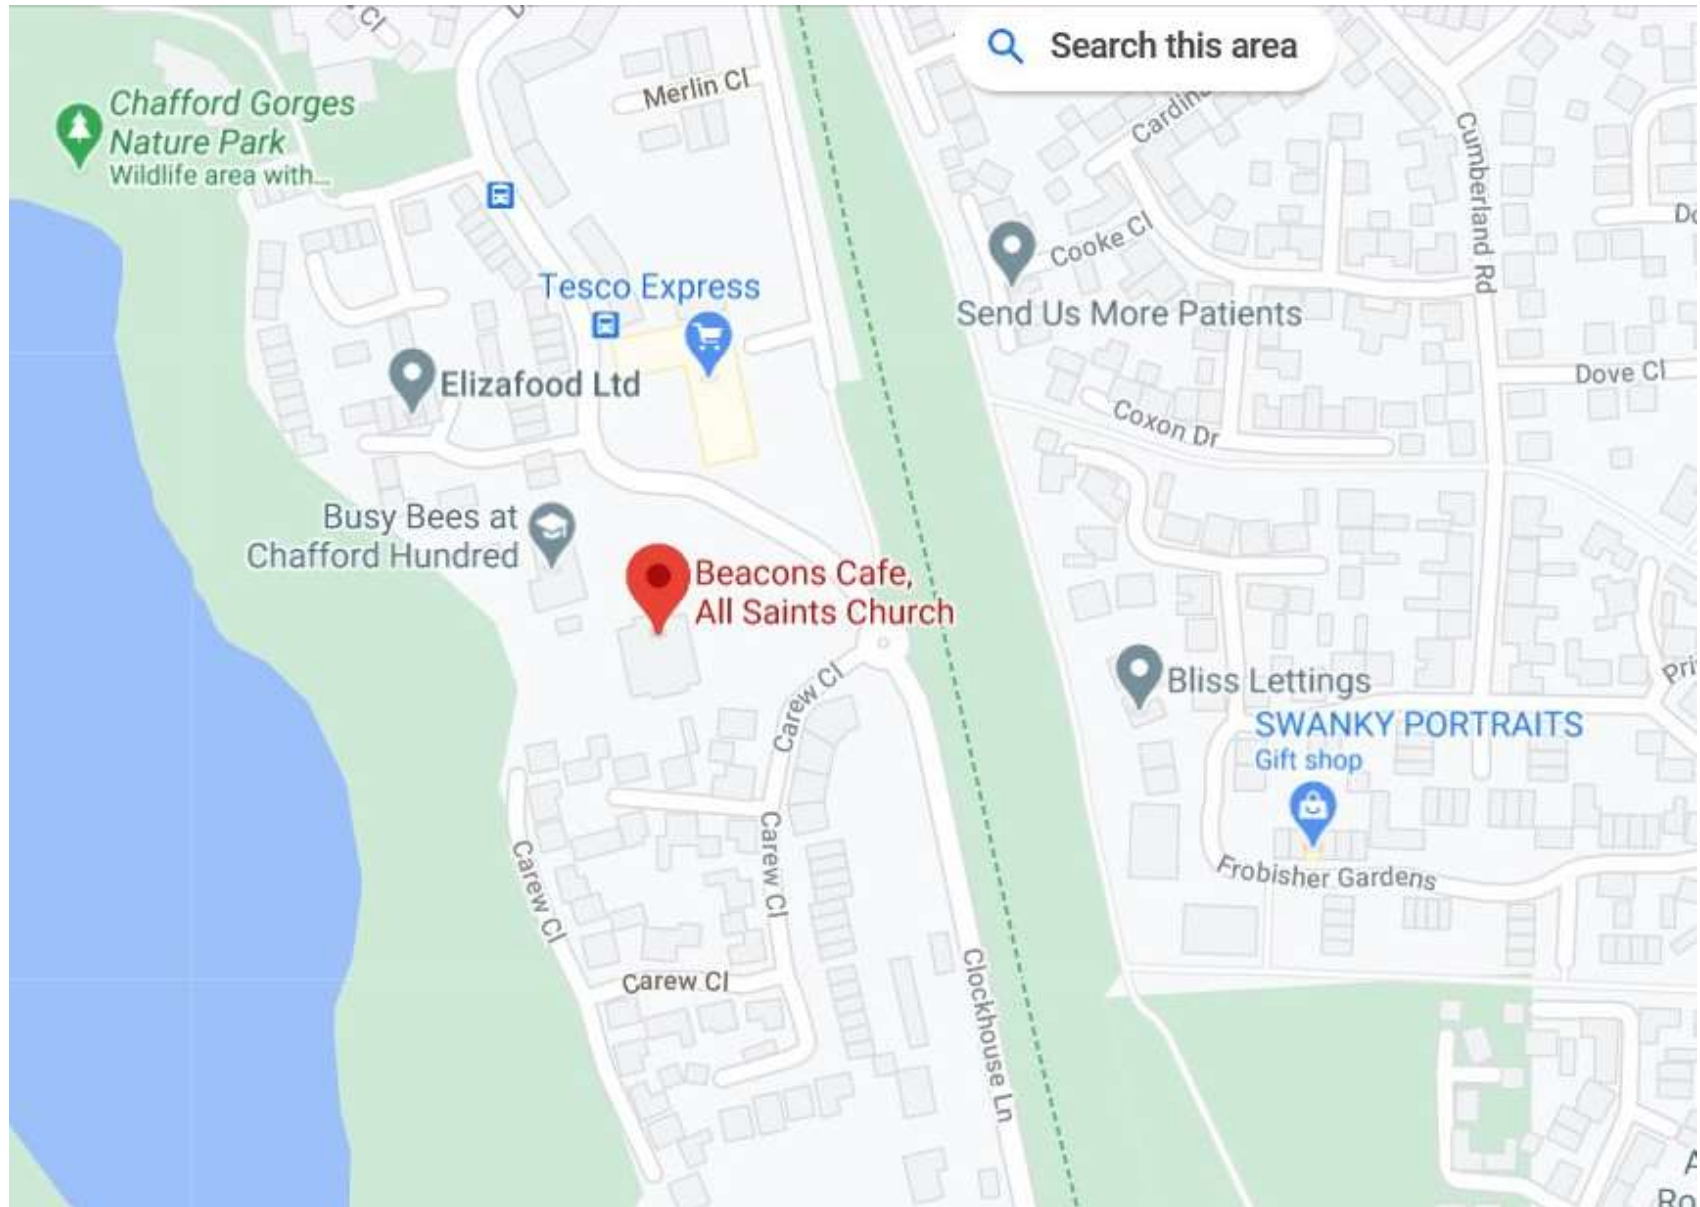 Search this area
Chafford Gorges
Nature Park
Wildlife area with...
Merlin Cl
Cumberland Rd
Cooke Cl
Send Us More Patients
Tesco Express
Elizafood Ltd
Dove Cl
Coxon Dr
Busy Bees at
Chafford Hundred
Beacons Cafe,
All Saints Church
Carew Cl
Bliss Lettings
SWANKY PORTRAITS
Gift shop
Carew Cl
Carew Cl
Frobisher Gardens
Carew Cl
Clockhouse Ln